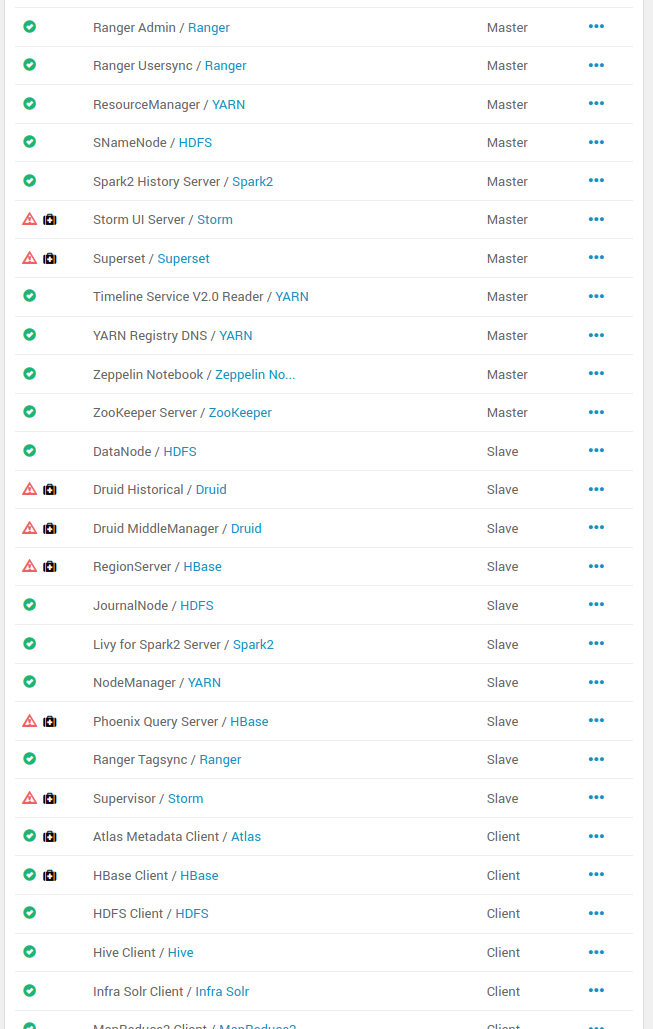 Ranger Admin / Ranger Master
Ranger Usersync / Ranger Master
ResourceManager / YARN Master
SNameNode / HDFS Master
Spark2 History Server / Spark2 Master
Storm UI Server / Storm Master
Superset / Superset Master
Timeline Service V2.0 Reader / YARN Master
YARN Registry DNS / YARN Master
Zeppelin Notebook / Zeppelin No... Master
ZooKeeper Server / ZooKeeper Master
DataNode / HDFS Slave
Druid Historical / Druid Slave
Druid MiddleManager / Druid Slave
RegionServer / HBase Slave
JournalNode / HDFS Slave
Livy for Spark2 Server / Spark2 Slave
NodeManager / YARN Slave
Phoenix Query Server / HBase Slave
Ranger Tagsync / Ranger Slave
Supervisor / Storm Slave
Atlas Metadata Client / Atlas Client
HBase Client / HBase Client
HDFS Client / HDFS Client
Hive Client / Hive Client
Infra Solr Client / Infra Solr Client
MapReduce2 Client / MapReduce2 Client